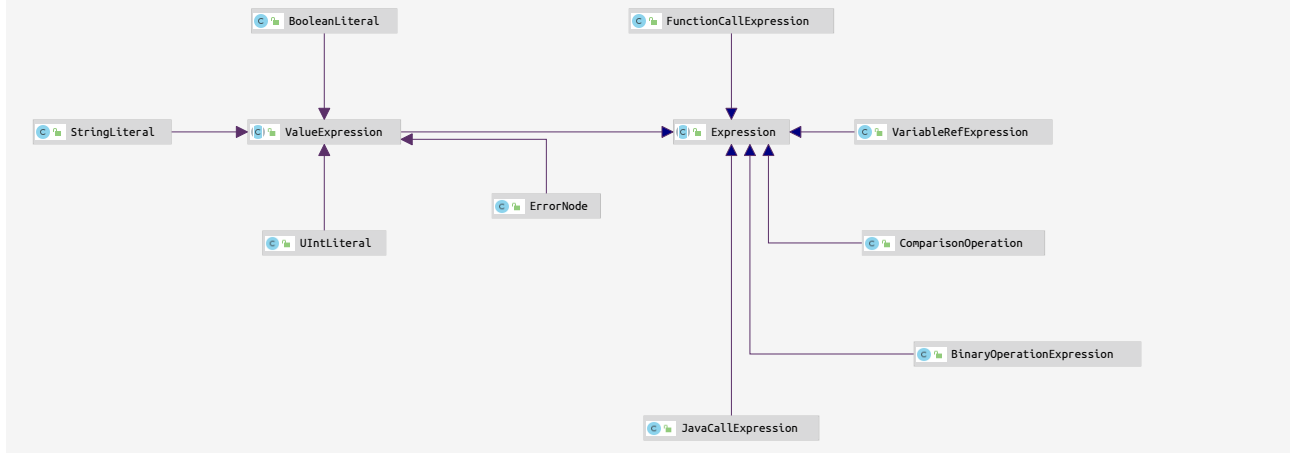 BooleanLiteral
FunctionCallExpression
StringLiteral
ValueExpression
Expression
VariableRefExpression
ErrorNode
UIntLiteral
ComparisonOperation
BinaryOperationExpression
JavaCallExpression